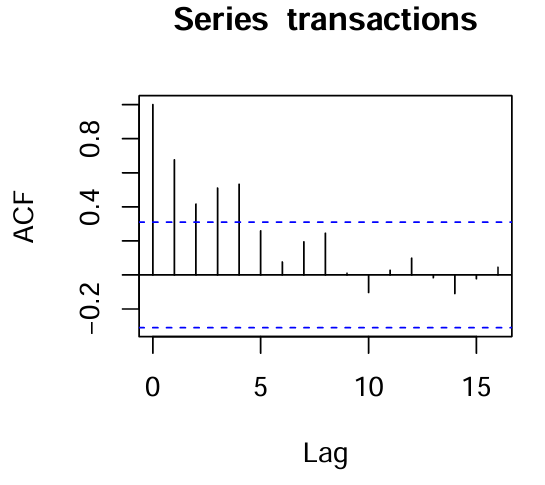 Series transactions
ACF
0.8
0.4
−0.2
0 5 10 15
Lag